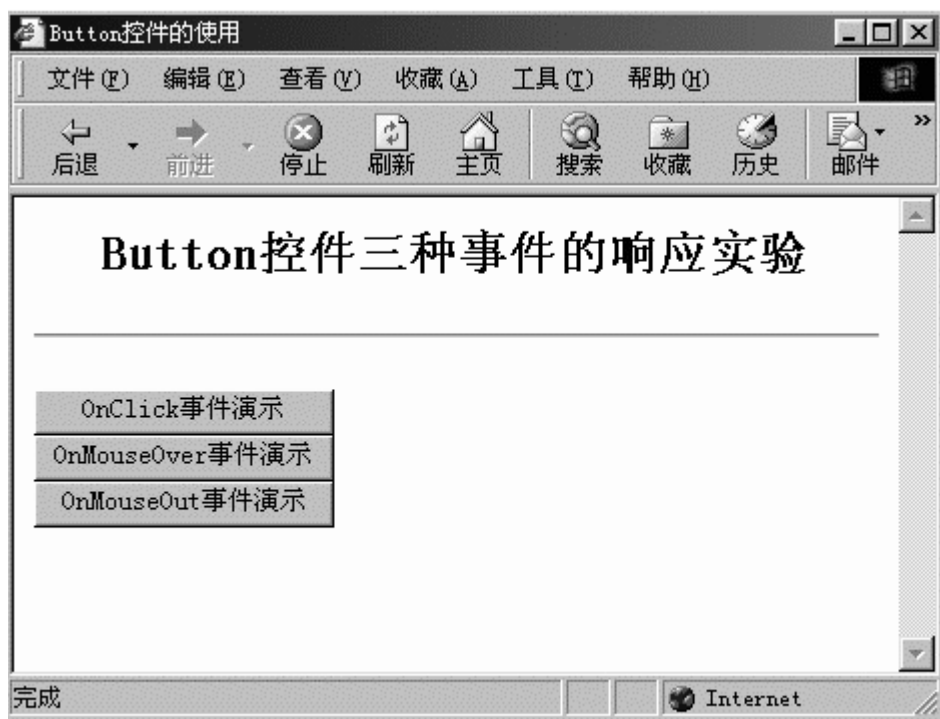 Button控件的使用
文件(F) 编辑(E) 查看(V) 收藏(A) 工具(T) 帮助(H)
后退 前进 停止 刷新 主页 搜索 收藏 历史 邮件 »
Button控件三种事件的响应实验
OnClick事件演示
OnMouseOver事件演示
OnMouseOut事件演示
完成 Internet